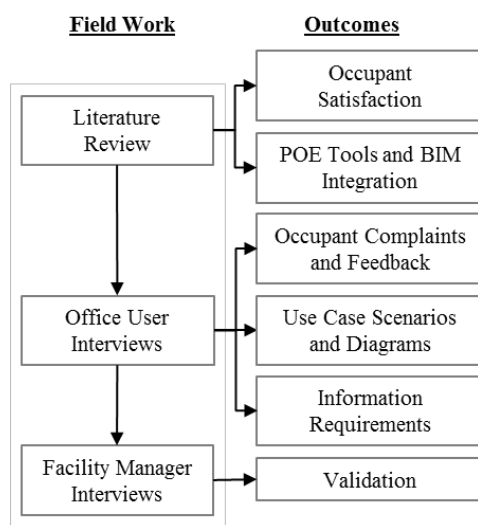 Field Work
Outcomes
Literature
Review
Occupant
Satisfaction
POE Tools and BIM
Integration
Office User
Interviews
Occupant Complaints
and Feedback
Use Case Scenarios
and Diagrams
Information
Requirements
Facility Manager
Interviews
Validation